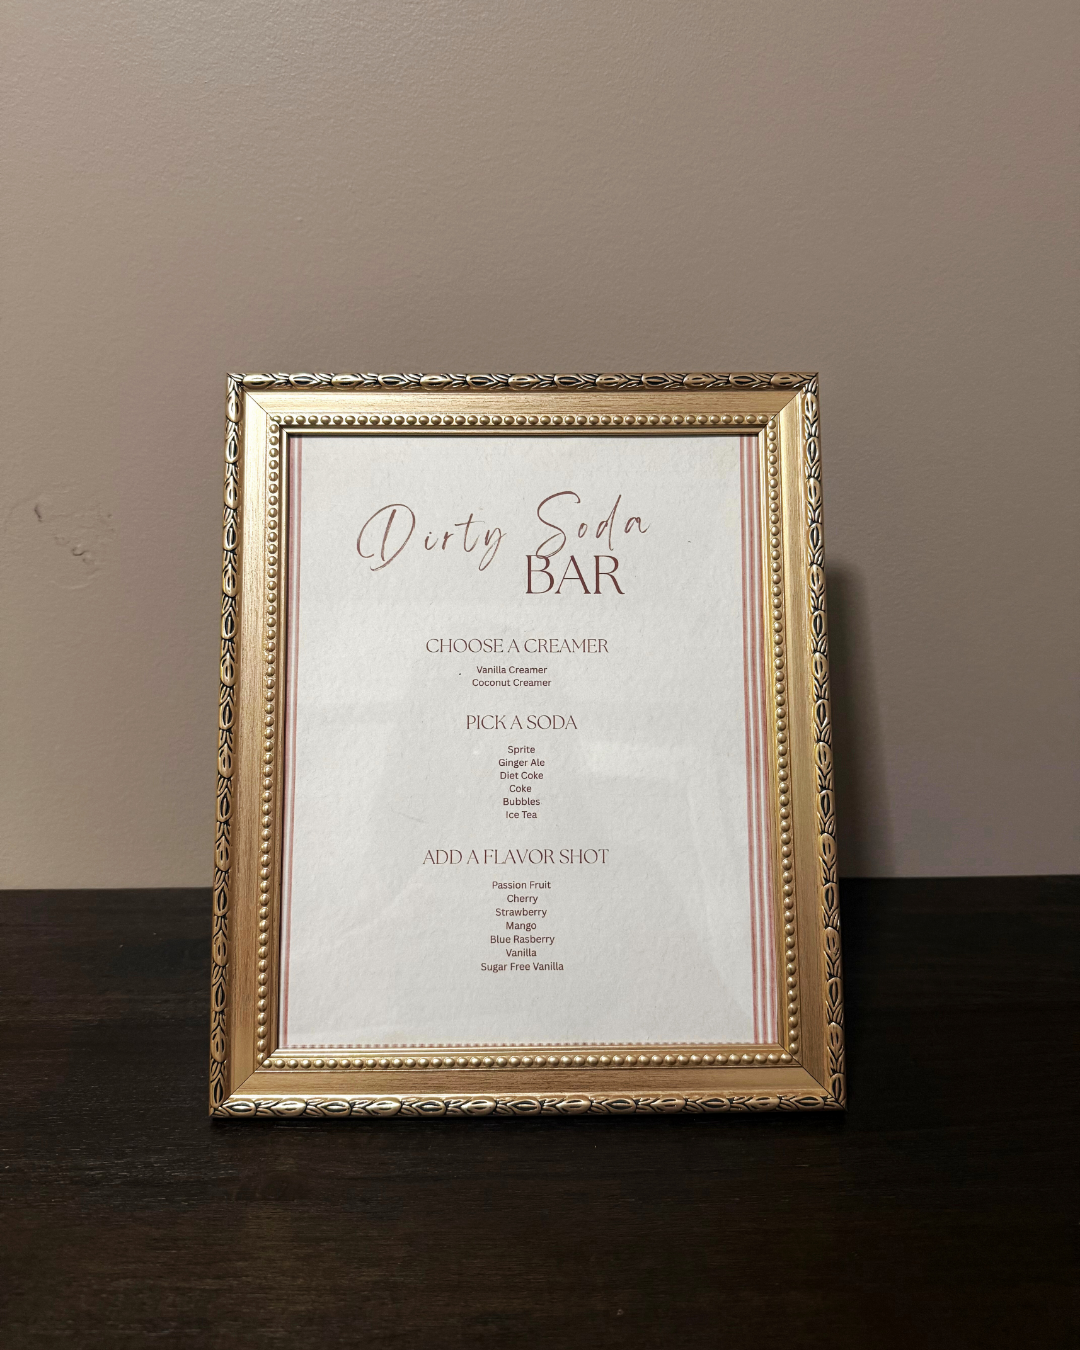 Dirty Soda
BAR
CHOOSE A CREAMER
Vanilla Creamer
Coconut Creamer
PICK A SODA
Sprite
Ginger Ale
Diet Coke
Coke
Bubbles
Ice Tea
ADD A FLAVOR SHOT
Passion Fruit
Cherry
Strawberry
Mango
Blue Rasberry
Vanilla
Sugar Free Vanilla